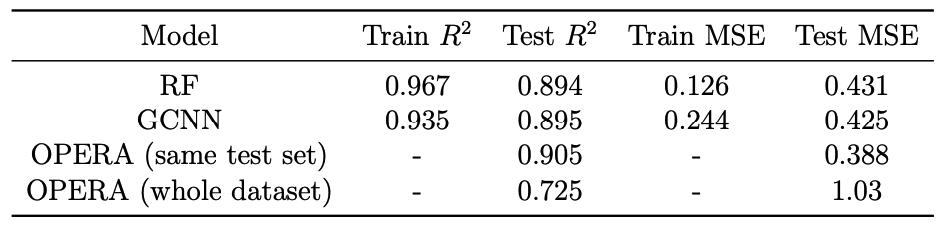 Model Train R² Test R² Train MSE Test MSE
RF 0.967 0.894 0.126 0.431
GCNN 0.935 0.895 0.244 0.425
OPERA (same test set) - 0.905 - 0.388
OPERA (whole dataset) - 0.725 - 1.03